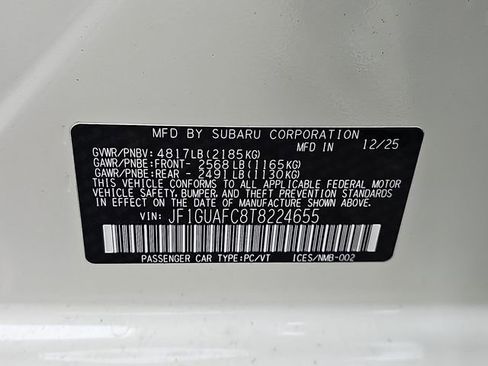 MFD BY SUBARU CORPORATION
MFD IN 12/25
GVWR/PNBV: 4817LB(2185KG)
GAWR/PNBE:FRONT- 2568LB(1165KG)
GAWR/PNBE:REAR - 2491LB(1130KG)
THIS VEHICLE CONFORMS TO ALL APPLICABLE FEDERAL MOTOR
VEHICLE SAFETY, BUMPER, AND THEFT PREVENTION STANDARDS
IN EFFECT ON THE DATE OF MANUFACTURE SHOWN ABOVE.
VIN: JF1GUAFC8T8224655
PASSENGER CAR TYPE:PC/VT ICES/NMB-002